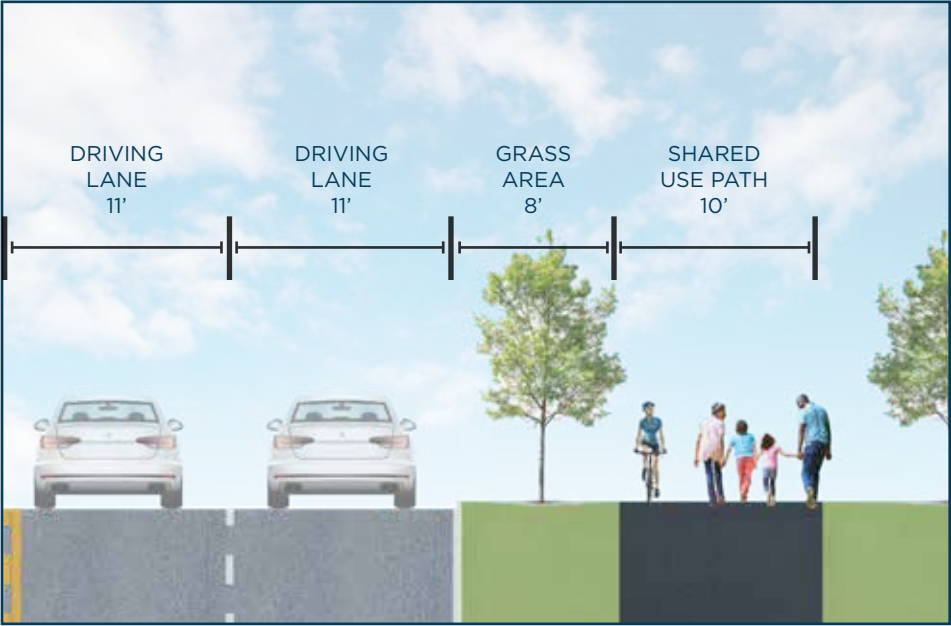 DRIVING
LANE
11’
DRIVING
LANE
11’
GRASS
AREA
8’
SHARED
USE PATH
10’